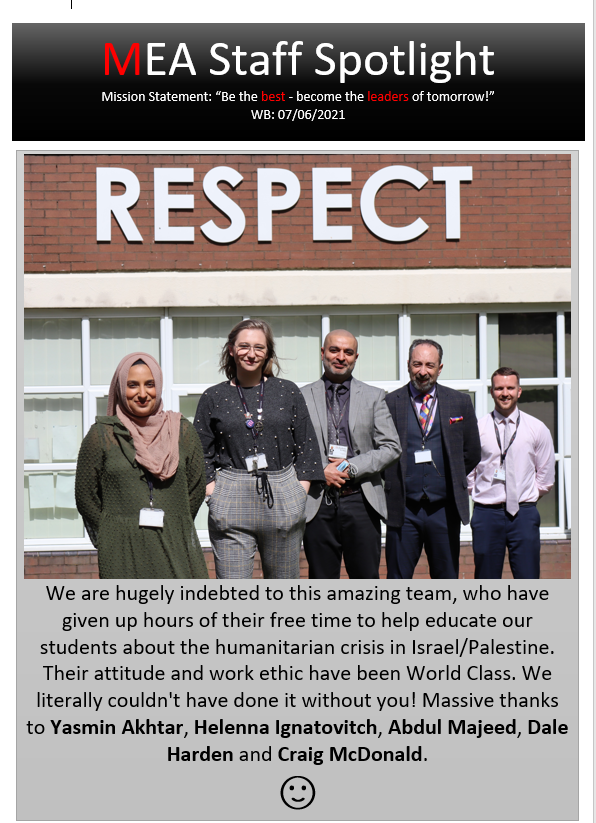 MEA Staff Spotlight
Mission Statement: “Be the best - become the leaders of tomorrow!”
WB: 07/06/2021
RESPECT
We are hugely indebted to this amazing team, who have
given up hours of their free time to help educate our
students about the humanitarian crisis in Israel/Palestine.
Their attitude and work ethic have been World Class. We
literally couldn't have done it without you! Massive thanks
to Yasmin Akhtar, Helenna Ignatovitch, Abdul Majeed, Dale
Harden and Craig McDonald.